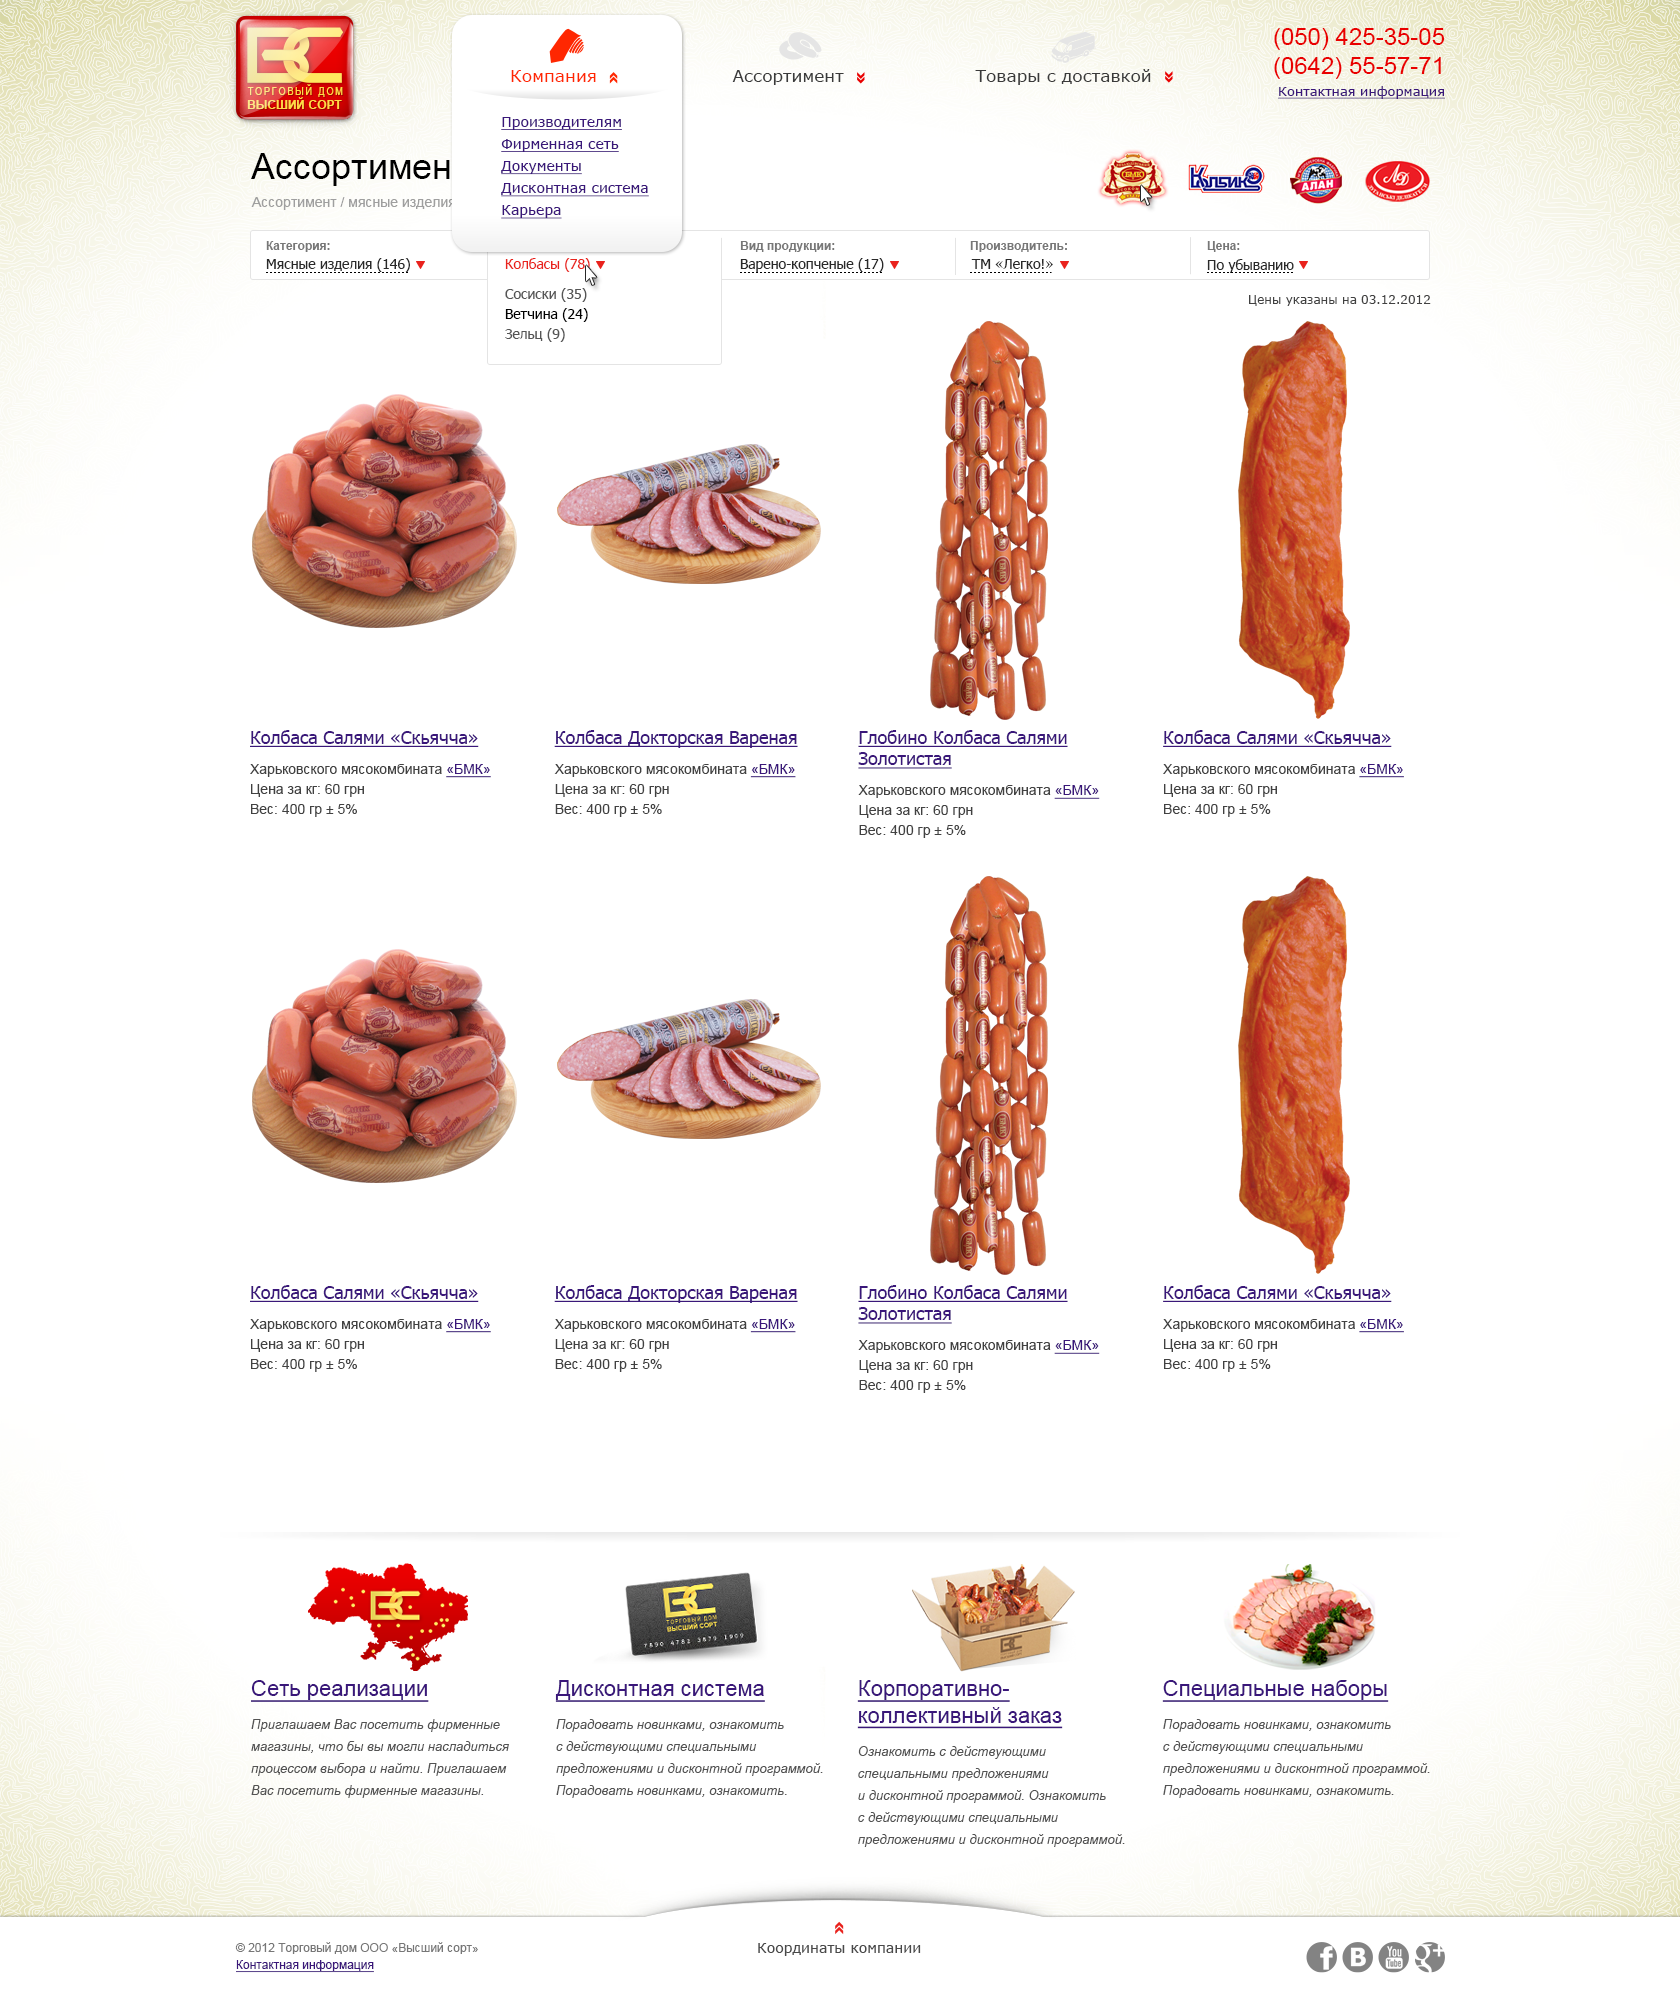 ТОРГОВЫЙ ДОМ
ВЫСШИЙ СОРТ
Компания
Ассортимент
Товары с доставкой
(050) 425-35-05
(0642) 55-57-71
Контактная информация
Производителям
Фирменная сеть
Документы
Дисконтная система
Карьера
Ассортимен
Ассортимент / мясные изделия
Колбико
АЛАН
Категория:
Мясные изделия (146)
Колбасы (78)
Сосиски (35)
Ветчина (24)
Зельц (9)
Вид продукции:
Варено-копченые (17)
Производитель:
ТМ «Легко!»
Цена:
По убыванию
Цены указаны на 03.12.2012
Колбаса Салями «Скьячча»
Харьковского мясокомбината «БМК»
Цена за кг: 60 грн
Вес: 400 гр ± 5%
Колбаса Докторская Вареная
Харьковского мясокомбината «БМК»
Цена за кг: 60 грн
Вес: 400 гр ± 5%
Глобино Колбаса Салями
Золотистая
Харьковского мясокомбината «БМК»
Цена за кг: 60 грн
Вес: 400 гр ± 5%
Колбаса Салями «Скьячча»
Харьковского мясокомбината «БМК»
Цена за кг: 60 грн
Вес: 400 гр ± 5%
Колбаса Салями «Скьячча»
Харьковского мясокомбината «БМК»
Цена за кг: 60 грн
Вес: 400 гр ± 5%
Колбаса Докторская Вареная
Харьковского мясокомбината «БМК»
Цена за кг: 60 грн
Вес: 400 гр ± 5%
Глобино Колбаса Салями
Золотистая
Харьковского мясокомбината «БМК»
Цена за кг: 60 грн
Вес: 400 гр ± 5%
Колбаса Салями «Скьячча»
Харьковского мясокомбината «БМК»
Цена за кг: 60 грн
Вес: 400 гр ± 5%
ТОРГОВЫЙ ДОМ
ВЫСШИЙ СОРТ
7890 4782 3879 1909
Сеть реализации
Приглашаем Вас посетить фирменные
магазины, что бы вы могли насладиться
процессом выбора и найти. Приглашаем
Вас посетить фирменные магазины.
Дисконтная система
Порадовать новинками, ознакомить
с действующими специальными
предложениями и дисконтной программой.
Порадовать новинками, ознакомить.
Корпоративно-
коллективный заказ
Ознакомить с действующими
специальными предложениями
и дисконтной программой. Ознакомить
с действующими специальными
предложениями и дисконтной программой.
Специальные наборы
Порадовать новинками, ознакомить
с действующими специальными
предложениями и дисконтной программой.
Порадовать новинками, ознакомить.
© 2012 Торговый дом ООО «Высший сорт»
Контактная информация
Координаты компании
You
Tube